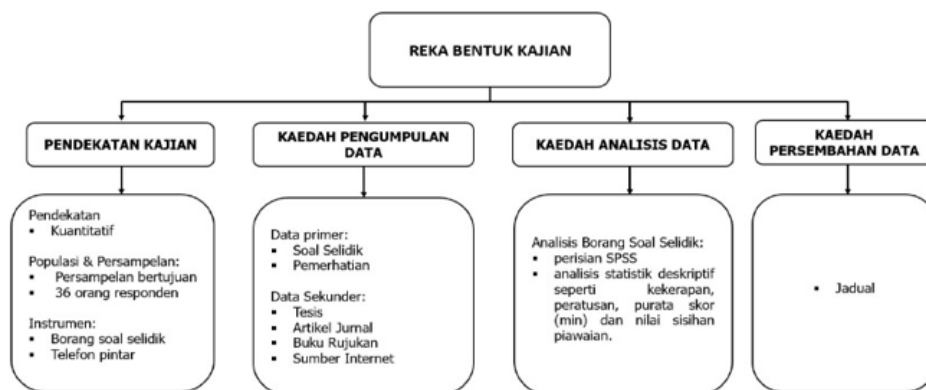 REKA BENTUK KAJIAN
PENDEKATAN KAJIAN
Pendekatan
▪ Kuantitatif
Populasi & Persampelan:
▪ Persampelan bertujuan
▪ 36 orang responden
Instrumen:
▪ Borang soal selidik
▪ Telefon pintar
KAEDAH PENGUMPULAN
DATA
Data primer:
▪ Soal Selidik
▪ Pemerhatian
Data Sekunder:
▪ Tesis
▪ Artikel Jurnal
▪ Buku Rujukan
▪ Sumber Internet
KAEDAH ANALISIS DATA
Analisis Borang Soal Selidik:
▪ perisian SPSS
▪ analisis statistik deskriptif
seperti kekerapan,
peratusan, purata skor
(min) dan nilai sisihan
piawaian.
KAEDAH
PERSEMBAHAN DATA
▪ Jadual